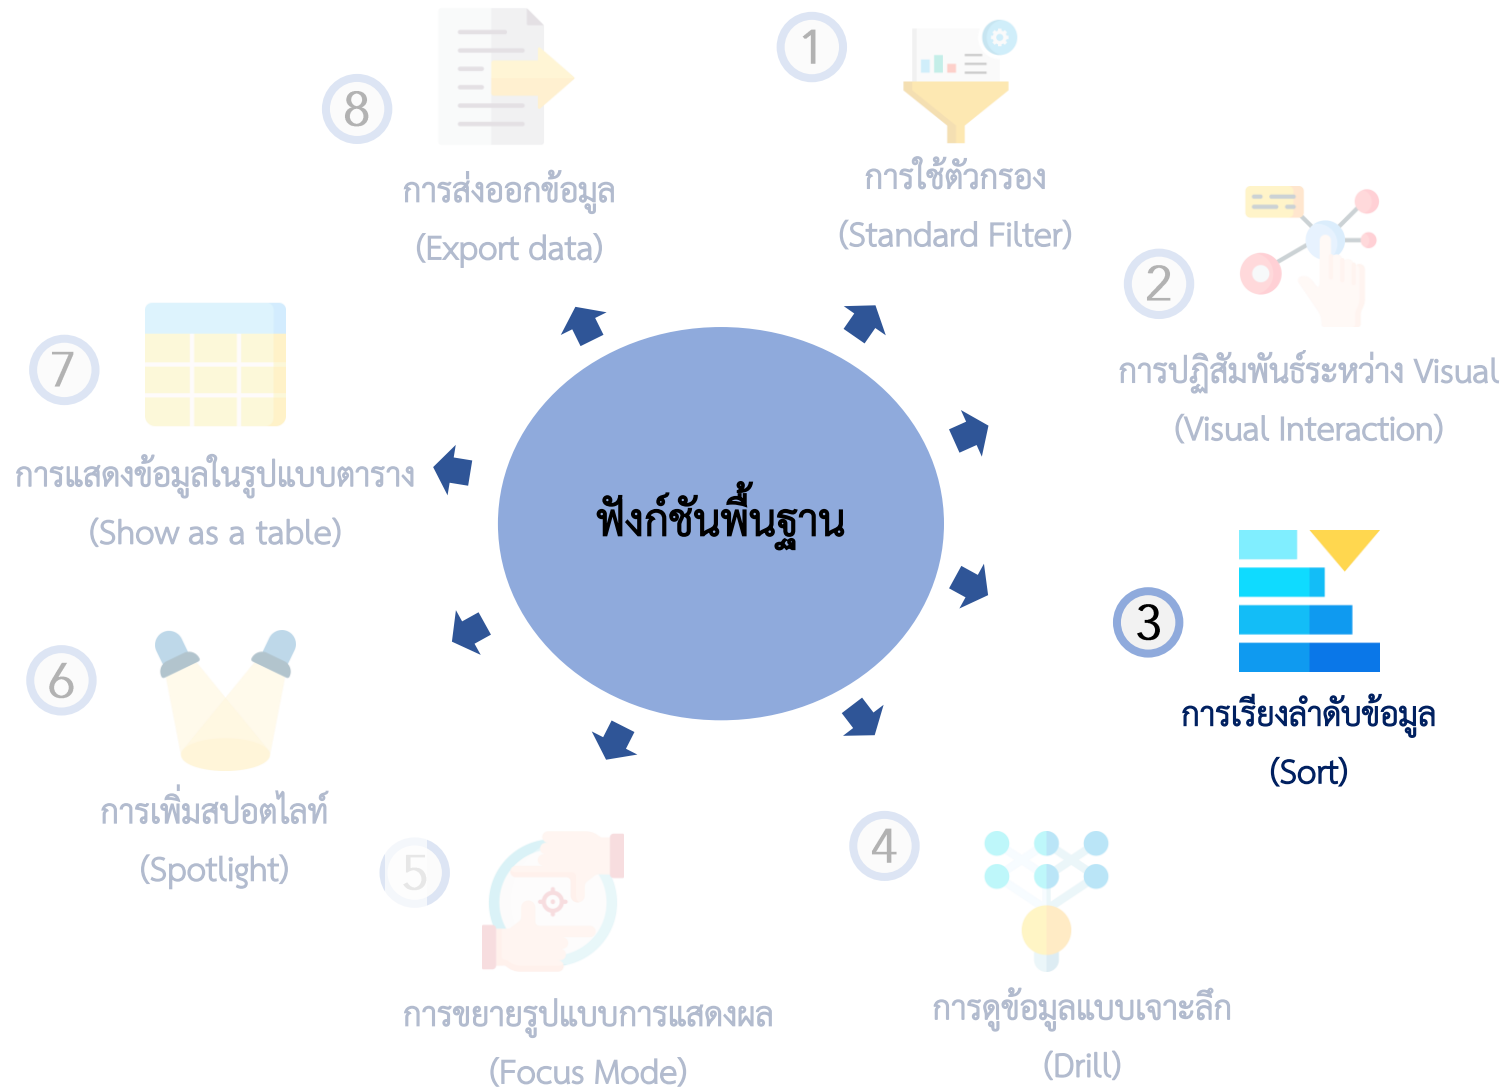 ฟังก์ชันพื้นฐาน
1
การใช้ตัวกรอง
(Standard Filter)
2
การปฏิสัมพันธ์ระหว่าง Visual
(Visual Interaction)
3
การเรียงลำดับข้อมูล
(Sort)
4
การดูข้อมูลแบบเจาะลึก
(Drill)
5
การขยายรูปแบบการแสดงผล
(Focus Mode)
6
การเพิ่มสปอตไลท์
(Spotlight)
7
การแสดงข้อมูลในรูปแบบตาราง
(Show as a table)
8
การส่งออกข้อมูล
(Export data)